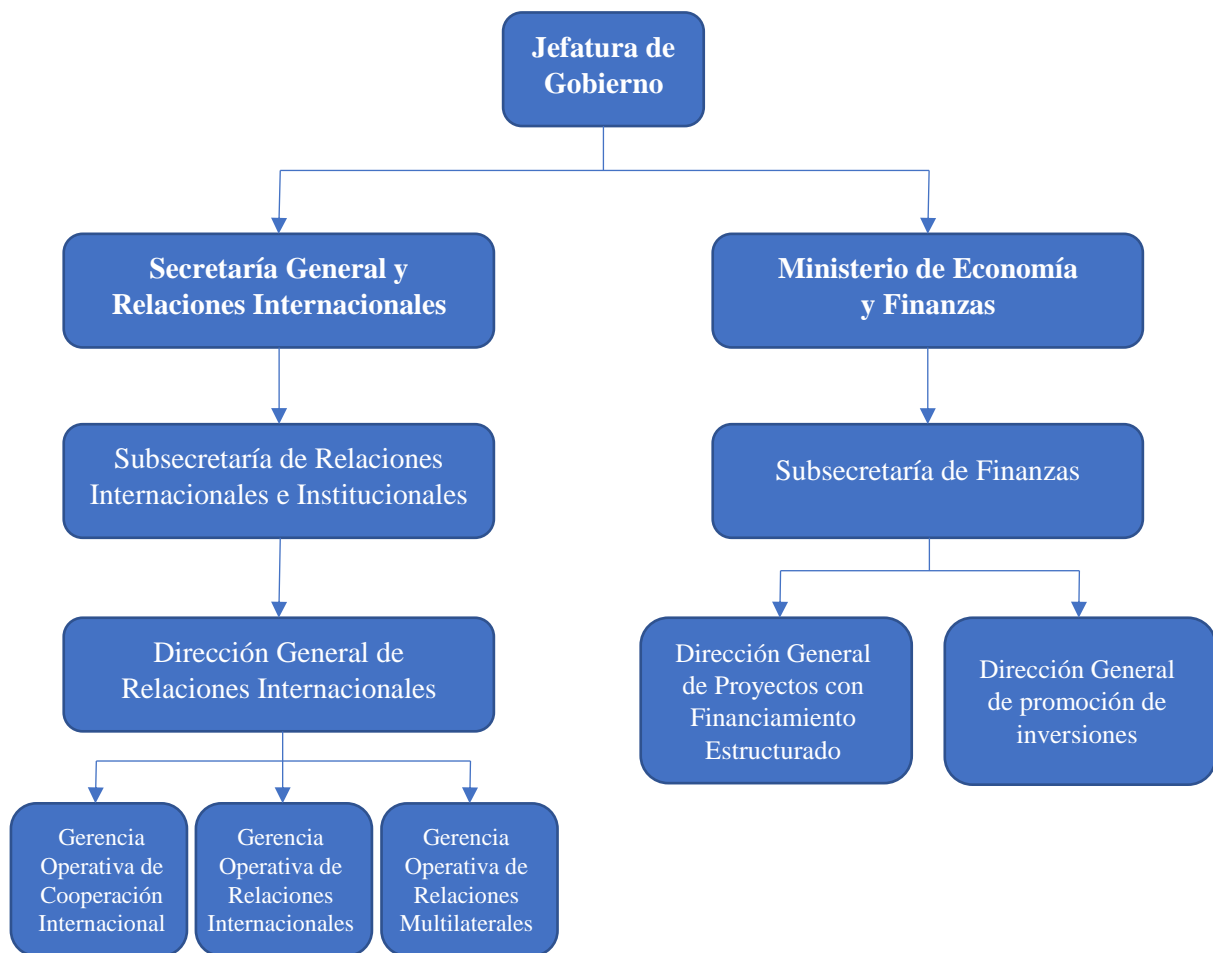 Jefatura de
Gobierno
Secretaría General y
Relaciones Internacionales
Ministerio de Economía
y Finanzas
Subsecretaría de Relaciones
Internacionales e Institucionales
Subsecretaría de Finanzas
Dirección General de
Relaciones Internacionales
Dirección General
de Proyectos con
Financiamiento
Estructurado
Dirección General
de promoción de
inversiones
Gerencia
Operativa de
Cooperación
Internacional
Gerencia
Operativa de
Relaciones
Internacionales
Gerencia
Operativa de
Relaciones
Multilaterales